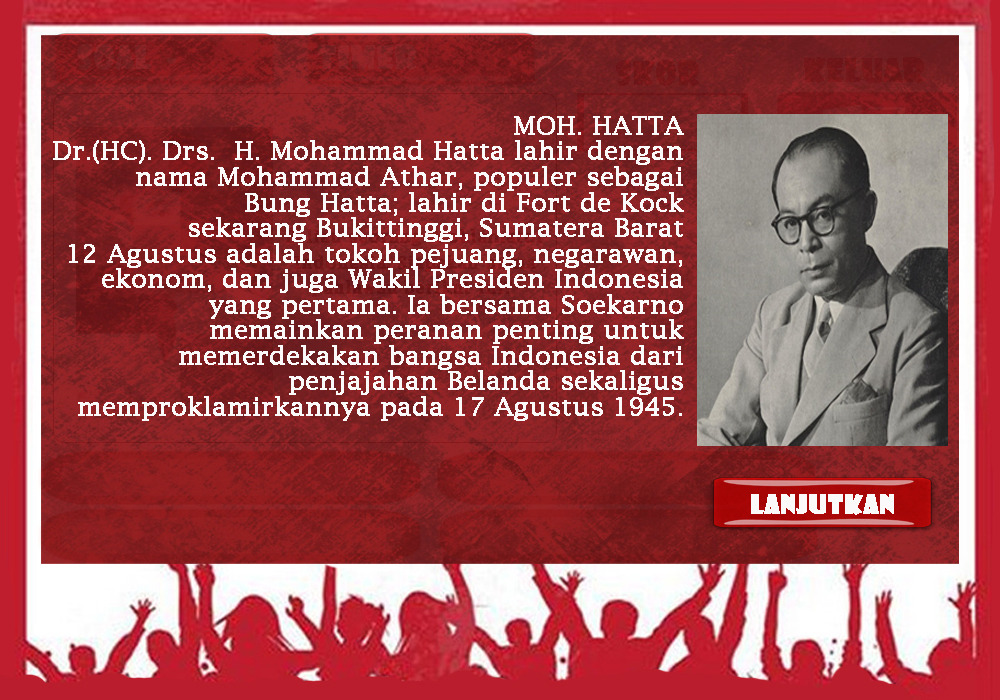 MOH. HATTA
Dr.(HC). Drs.  H. Mohammad Hatta lahir dengan
nama Mohammad Athar, populer sebagai
Bung Hatta; lahir di Fort de Kock
sekarang Bukittinggi, Sumatera Barat
12 Agustus adalah tokoh pejuang, negarawan,
ekonom, dan juga Wakil Presiden Indonesia
yang pertama. Ia bersama Soekarno
memainkan peranan penting untuk
memerdekakan bangsa Indonesia dari
penjajahan Belanda sekaligus
memproklamirkannya pada 17 Agustus 1945.
LANJUTKAN